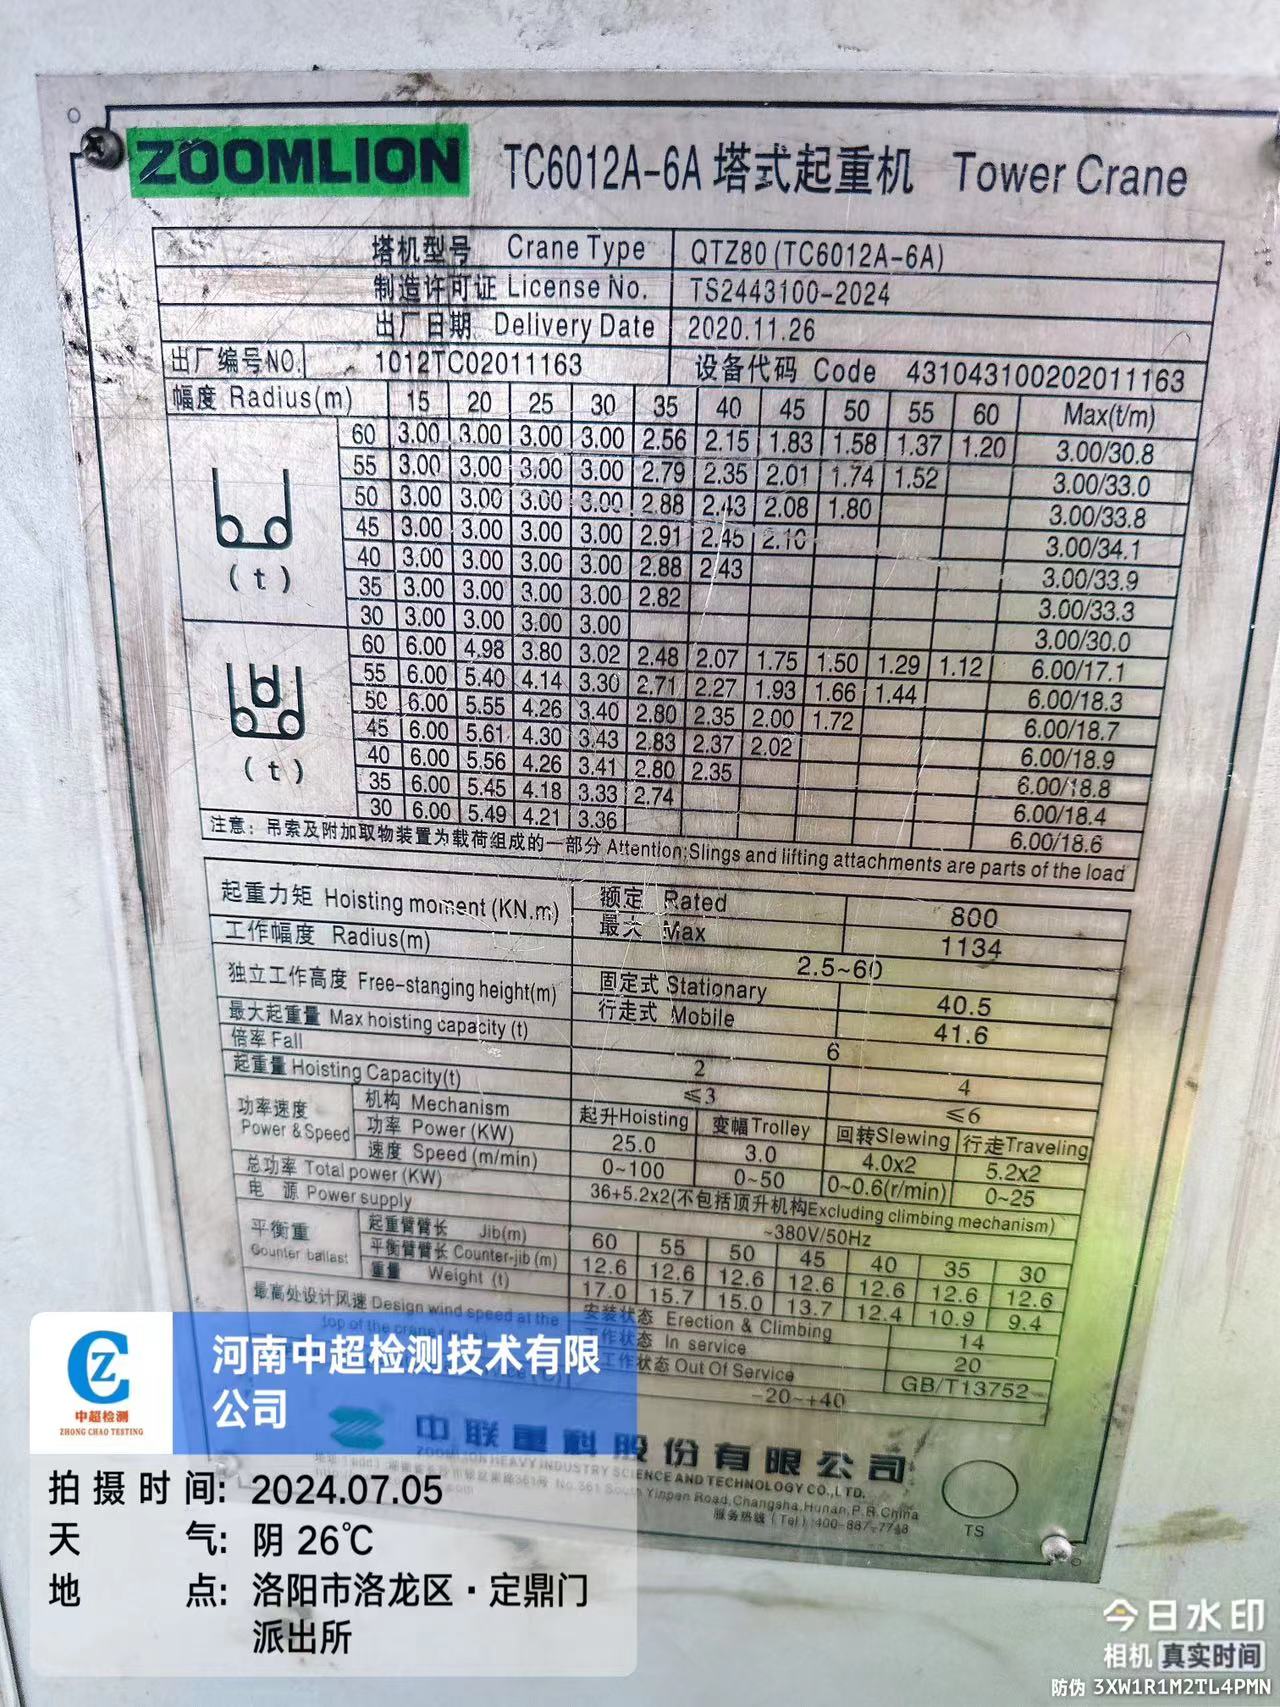 ZOOMLION TC6012A-6A 塔式起重机 Tower Crane
塔机型号 Crane Type QTZ80(TC6012A-6A)
制造许可证 License No. TS2443100-2024
出厂日期 Delivery Date 2020.11.26
出厂编号NO. 1012TC02011163 设备代码 Code 431043100202011163
幅度 Radius(m) 15 20 25 30 35 40 45 50 55 60 Max(t/m)
60 3.00 3.00 3.00 3.00 2.56 2.15 1.83 1.58 1.37 1.20 3.00/30.8
55 3.00 3.00 3.00 3.00 2.79 2.35 2.01 1.74 1.52 3.00/33.0
50 3.00 3.00 3.00 3.00 2.88 2.43 2.08 1.80 3.00/33.8
45 3.00 3.00 3.00 3.00 2.91 2.45 2.10 3.00/34.1
40 3.00 3.00 3.00 3.00 2.88 2.43 3.00/33.9
35 3.00 3.00 3.00 3.00 2.82 3.00/33.3
30 3.00 3.00 3.00 3.00 3.00/30.0
(t)
60 6.00 4.98 3.80 3.02 2.48 2.07 1.75 1.50 1.29 1.12 6.00/17.1
55 6.00 5.40 4.14 3.30 2.71 2.27 1.93 1.66 1.44 6.00/18.3
50 6.00 5.55 4.26 3.40 2.80 2.35 2.00 1.72 6.00/18.7
45 6.00 5.61 4.30 3.43 2.83 2.37 2.02 6.00/18.9
40 6.00 5.56 4.26 3.41 2.80 2.35 6.00/18.8
35 6.00 5.45 4.18 3.33 2.74 6.00/18.4
30 6.00 5.49 4.21 3.36 6.00/18.6
(t)
注意：吊索及附加取物装置为载荷组成的一部分 Attention:Slings and lifting attachments are parts of the load
起重力矩 Hoisting moment (KN.m) 额定 Rated 800
最大 Max 1134
工作幅度 Radius(m) 2.5~60
独立工作高度 Free-stanging height(m) 固定式 Stationary 40.5
行走式 Mobile 41.6
最大起重量 Max hoisting capacity (t) 6
倍率 Fall 2 4
起重量 Hoisting Capacity(t) ≤3 ≤6
功率速度 Power & Speed
机构 Mechanism 起升Hoisting 变幅Trolley 回转Slewing 行走Traveling
功率 Power (KW) 25.0 3.0 4.0x2 5.2x2
速度 Speed (m/min) 0~100 0~50 0~0.6(r/min) 0~25
总功率 Total power (KW) 36+5.2x2(不包括顶升机构Excluding climbing mechanism)
电 源 Power supply ~380V/50Hz
平衡重 Counter ballast
起重臂臂长 Jib(m) 60 55 50 45 40 35 30
平衡臂臂长 Counter-jib (m) 12.6 12.6 12.6 12.6 12.6 12.6 12.6
重量 Weight (t) 17.0 15.7 15.0 13.7 12.4 10.9 9.4
最高处设计风速 Design wind speed at the top of the crane
安装状态 Erection & Climbing 14
工作状态 In service 20
工作状态 Out Of Service GB/T13752
-20~+40
中联重科股份有限公司
ZOOMLION HEAVY INDUSTRY SCIENCE AND TECHNOLOGY CO.,LTD.
No.361 South Yinpen Road,Changsha,Hunan,P.R.China
服务热线(Tel):400-887-7718
TS
中超检测
ZHONG CHAO TESTING
河南中超检测技术有限
公司
拍摄时间: 2024.07.05
天气: 阴 26℃
地点: 洛阳市洛龙区·定鼎门
派出所
今日水印
相机 真实时间
防伪 3XW1R1M2TL4PMN